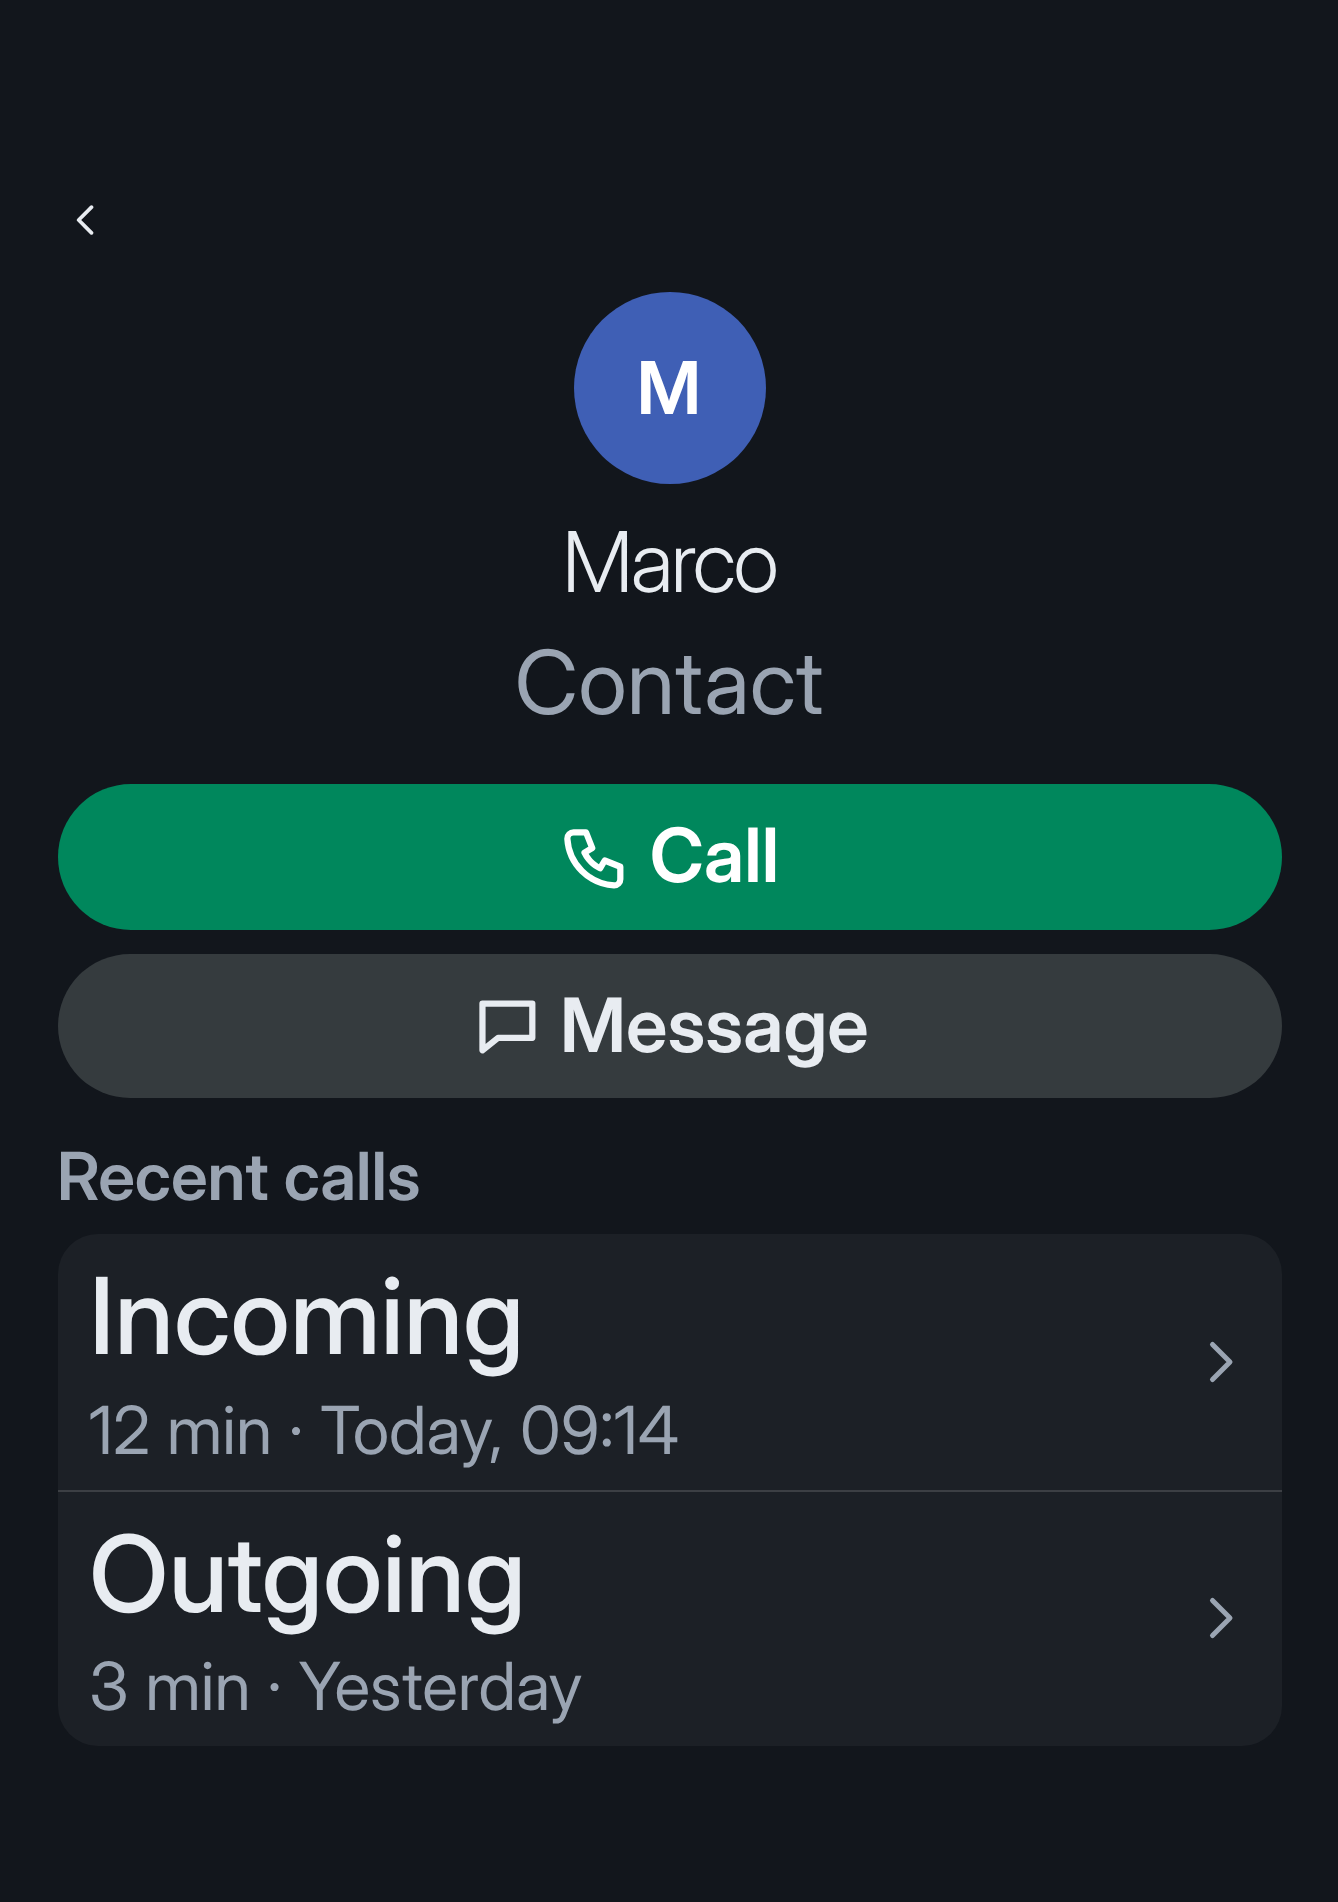 M
Marco
Contact
Call
Message
Recent calls
Incoming
12 min · Today, 09:14
Outgoing
3 min · Yesterday